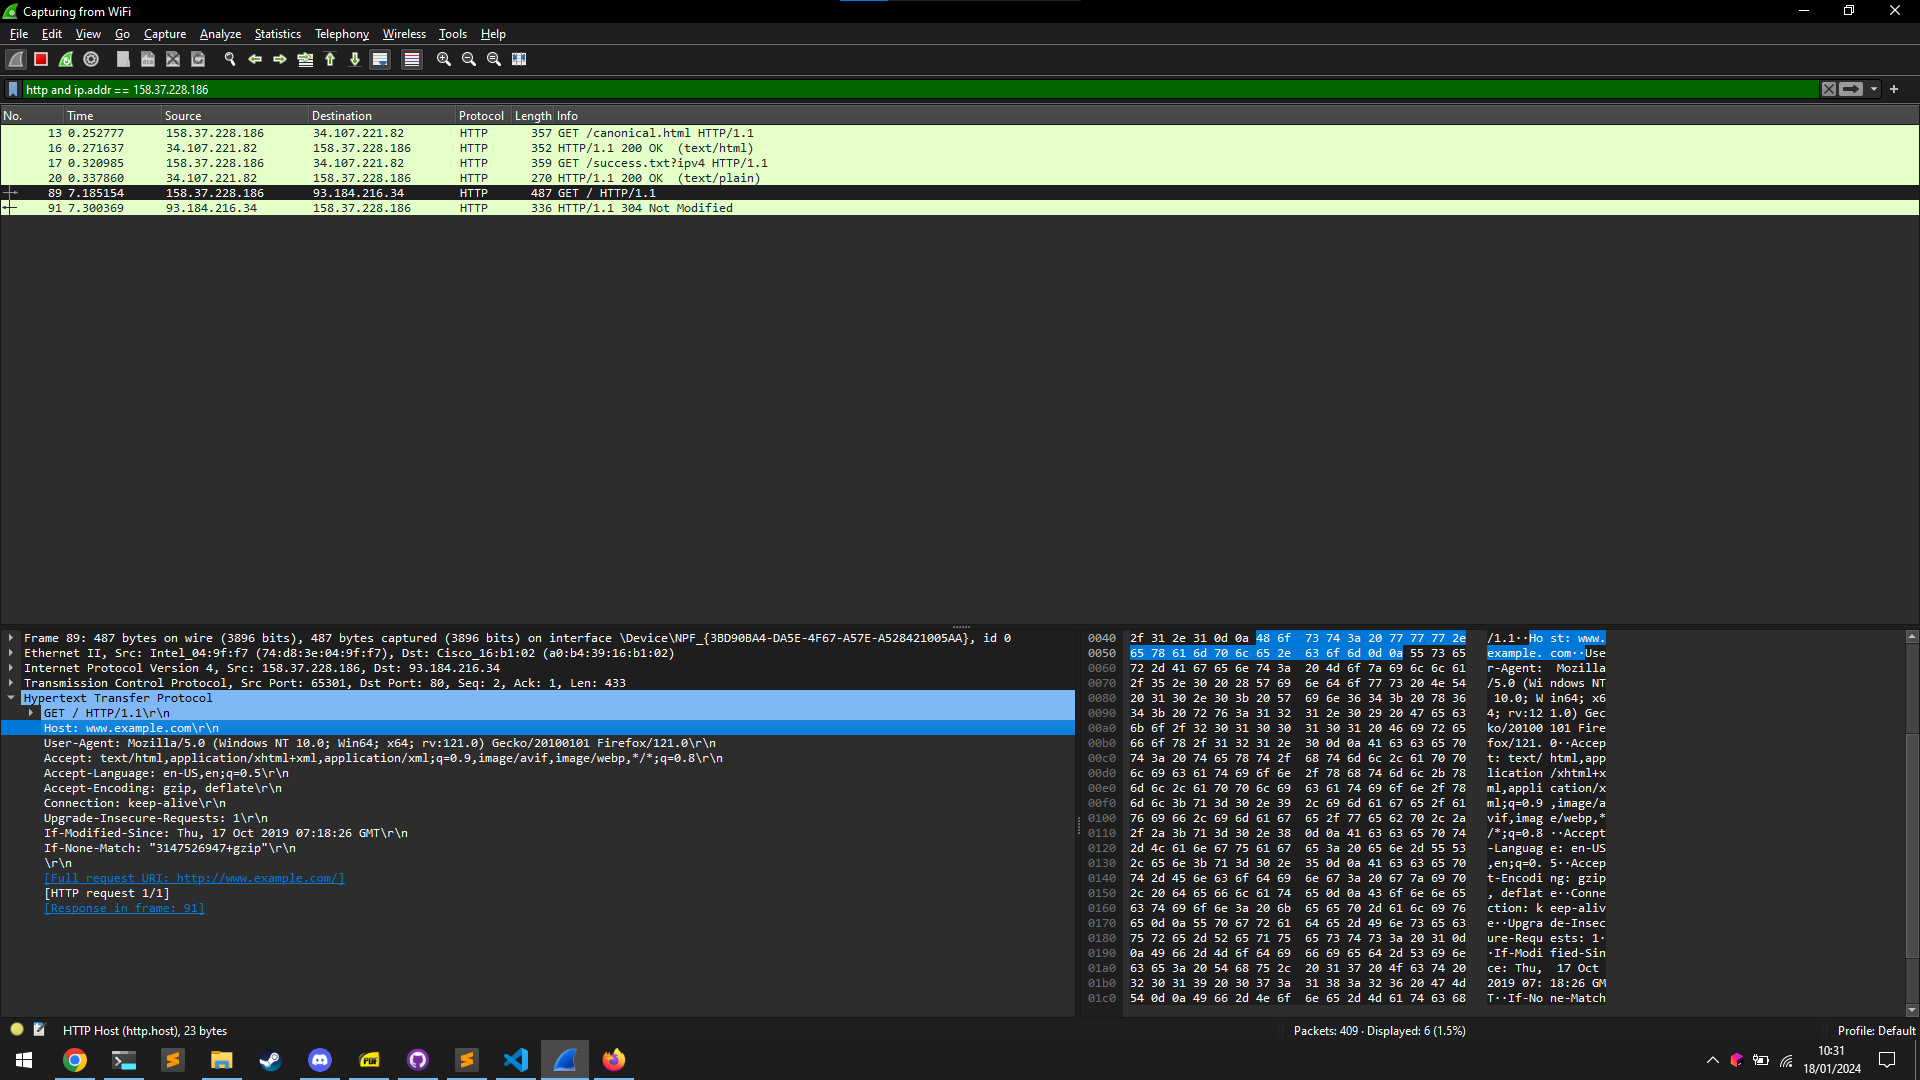 Capturing from WiFi
File Edit View Go Capture Analyze Statistics Telephony Wireless Tools Help
http and ip.addr == 158.37.228.186
No. Time Source Destination Protocol Length Info
13 0.252777 158.37.228.186 34.107.221.82 HTTP 357 GET /canonical.html HTTP/1.1
16 0.271637 34.107.221.82 158.37.228.186 HTTP 352 HTTP/1.1 200 OK (text/html)
17 0.320985 158.37.228.186 34.107.221.82 HTTP 359 GET /success.txt?ipv4 HTTP/1.1
20 0.337860 34.107.221.82 158.37.228.186 HTTP 270 HTTP/1.1 200 OK (text/plain)
89 7.185154 158.37.228.186 93.184.216.34 HTTP 487 GET / HTTP/1.1
91 7.300369 93.184.216.34 158.37.228.186 HTTP 336 HTTP/1.1 304 Not Modified
Frame 89: 487 bytes on wire (3896 bits), 487 bytes captured (3896 bits) on interface \Device\NPF_{3BD90BA4-DA5E-4F67-A57E-A528421005AA}, id 0
Ethernet II, Src: Intel_04:9f:f7 (74:d8:3e:04:9f:f7), Dst: Cisco_16:b1:02 (a0:b4:39:16:b1:02)
Internet Protocol Version 4, Src: 158.37.228.186, Dst: 93.184.216.34
Transmission Control Protocol, Src Port: 65301, Dst Port: 80, Seq: 2, Ack: 1, Len: 433
Hypertext Transfer Protocol
GET / HTTP/1.1\r\n
Host: www.example.com\r\n
User-Agent: Mozilla/5.0 (Windows NT 10.0; Win64; x64; rv:121.0) Gecko/20100101 Firefox/121.0\r\n
Accept: text/html,application/xhtml+xml,application/xml;q=0.9,image/avif,image/webp,*/*;q=0.8\r\n
Accept-Language: en-US,en;q=0.5\r\n
Accept-Encoding: gzip, deflate\r\n
Connection: keep-alive\r\n
Upgrade-Insecure-Requests: 1\r\n
If-Modified-Since: Thu, 17 Oct 2019 07:18:26 GMT\r\n
If-None-Match: "3147526947+gzip"\r\n
\r\n
[Full request URI: http://www.example.com/]
[HTTP request 1/1]
[Response in frame: 91]
0040 2f 31 2e 31 0d 0a 48 6f 73 74 3a 20 77 77 77 2e /1.1··Ho st: www.
0050 65 78 61 6d 70 6c 65 2e 63 6f 6d 0d 0a 55 73 65 example. com··Use
0060 72 2d 41 67 65 6e 74 3a 20 4d 6f 7a 69 6c 6c 61 r-Agent: Mozilla
0070 2f 35 2e 30 20 28 57 69 6e 64 6f 77 73 20 4e 54 /5.0 (Wi ndows NT
0080 20 31 30 2e 30 3b 20 57 69 6e 36 34 3b 20 78 36 10.0; W in64; x6
0090 34 3b 20 72 76 3a 31 32 31 2e 30 29 20 47 65 63 4; rv:12 1.0) Gec
00a0 6b 6f 2f 32 30 31 30 30 31 30 31 20 46 69 72 65 ko/20100 101 Fire
00b0 66 6f 78 2f 31 32 31 2e 30 0d 0a 41 63 63 65 70 fox/121. 0··Accep
00c0 74 3a 20 74 65 78 74 2f 68 74 6d 6c 2c 61 70 70 t: text/ html,app
00d0 6c 69 63 61 74 69 6f 6e 2f 78 68 74 6d 6c 2b 78 lication /xhtml+x
00e0 6d 6c 2c 61 70 70 6c 69 63 61 74 69 6f 6e 2f 78 ml,appli cation/x
00f0 6d 6c 3b 71 3d 30 2e 39 2c 69 6d 61 67 65 2f 61 ml;q=0.9 ,image/a
0100 76 69 66 2c 69 6d 61 67 65 2f 77 65 62 70 2c 2a vif,imag e/webp,*
0110 2f 2a 3b 71 3d 30 2e 38 0d 0a 41 63 63 65 70 74 /*;q=0.8 ··Accept
0120 2d 4c 61 6e 67 75 61 67 65 3a 20 65 6e 2d 55 53 -Languag e: en-US
0130 2c 65 6e 3b 71 3d 30 2e 35 0d 0a 41 63 63 65 70 ,en;q=0. 5··Accep
0140 74 2d 45 6e 63 6f 64 69 6e 67 3a 20 67 7a 69 70 t-Encodi ng: gzip
0150 2c 20 64 65 66 6c 61 74 65 0d 0a 43 6f 6e 6e 65 , deflat e··Conne
0160 63 74 69 6f 6e 3a 20 6b 65 65 70 2d 61 6c 69 76 ction: k eep-aliv
0170 65 0d 0a 55 70 67 72 61 64 65 2d 49 6e 73 65 63 e··Upgra de-Insec
0180 75 72 65 2d 52 65 71 75 65 73 74 73 3a 20 31 0d ure-Requ ests: 1·
0190 0a 49 66 2d 4d 6f 64 69 66 69 65 64 2d 53 69 6e ·If-Modi fied-Sin
01a0 63 65 3a 20 54 68 75 2c 20 31 37 20 4f 63 74 20 ce: Thu, 17 Oct
01b0 32 30 31 39 20 30 37 3a 31 38 3a 32 36 20 47 4d 2019 07: 18:26 GM
01c0 54 0d 0a 49 66 2d 4e 6f 6e 65 2d 4d 61 74 63 68 T··If-No ne-Match
HTTP Host (http.host), 23 bytes
Packets: 409 · Displayed: 6 (1.5%)
Profile: Default
PDF
10:31
18/01/2024